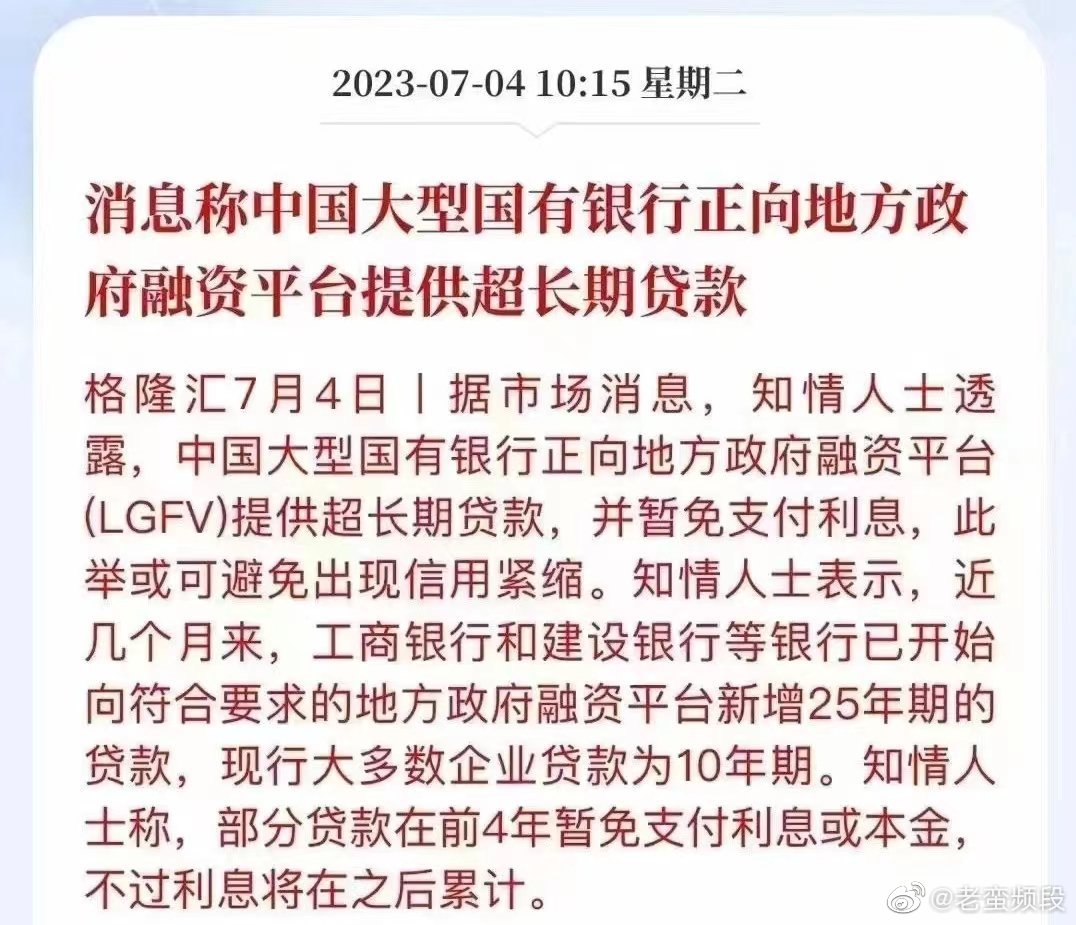 2023-07-04 10:15 星期二
消息称中国大型国有银行正向地方政
府融资平台提供超长期贷款
格隆汇7月4日丨据市场消息，知情人士透
露，中国大型国有银行正向地方政府融资平台
(LGFV)提供超长期贷款，并暂免支付利息，此
举或可避免出现信用紧缩。知情人士表示，近
几个月来，工商银行和建设银行等银行已开始
向符合要求的地方政府融资平台新增25年期的
贷款，现行大多数企业贷款为10年期。知情人
士称，部分贷款在前4年暂免支付利息或本金，
不过利息将在之后累计。
@老蛮频段